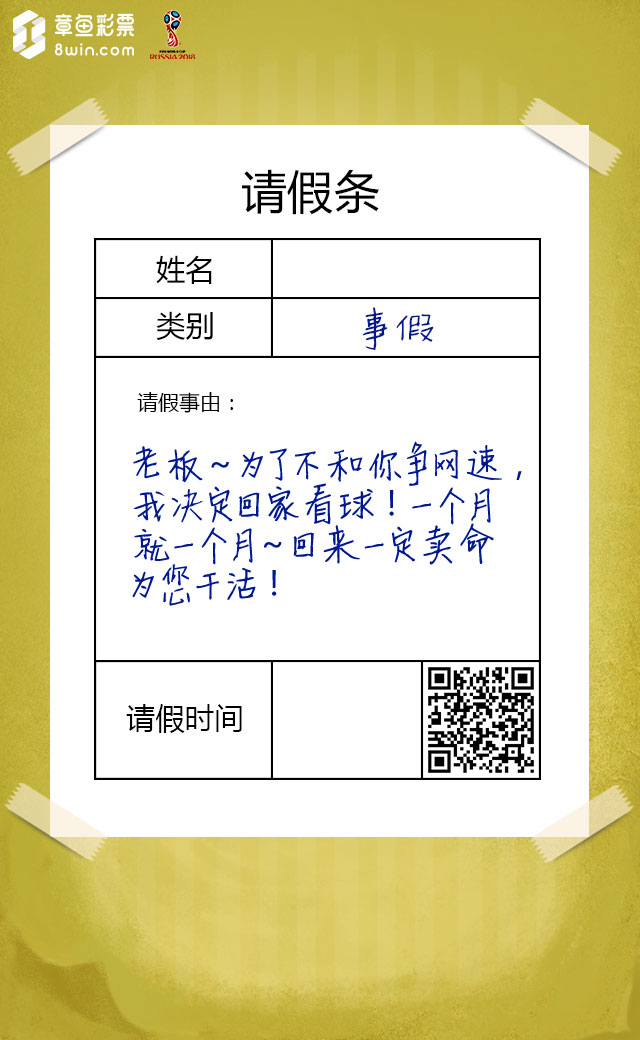 章鱼彩票
8win.com
FIFA WORLD CUP
RUSSIA 2018
请假条
姓名
类别 事假
请假事由：
老板~为了不和你争网速，
我决定回家看球！一个月
就一个月~回来一定卖命
为您干活！
请假时间